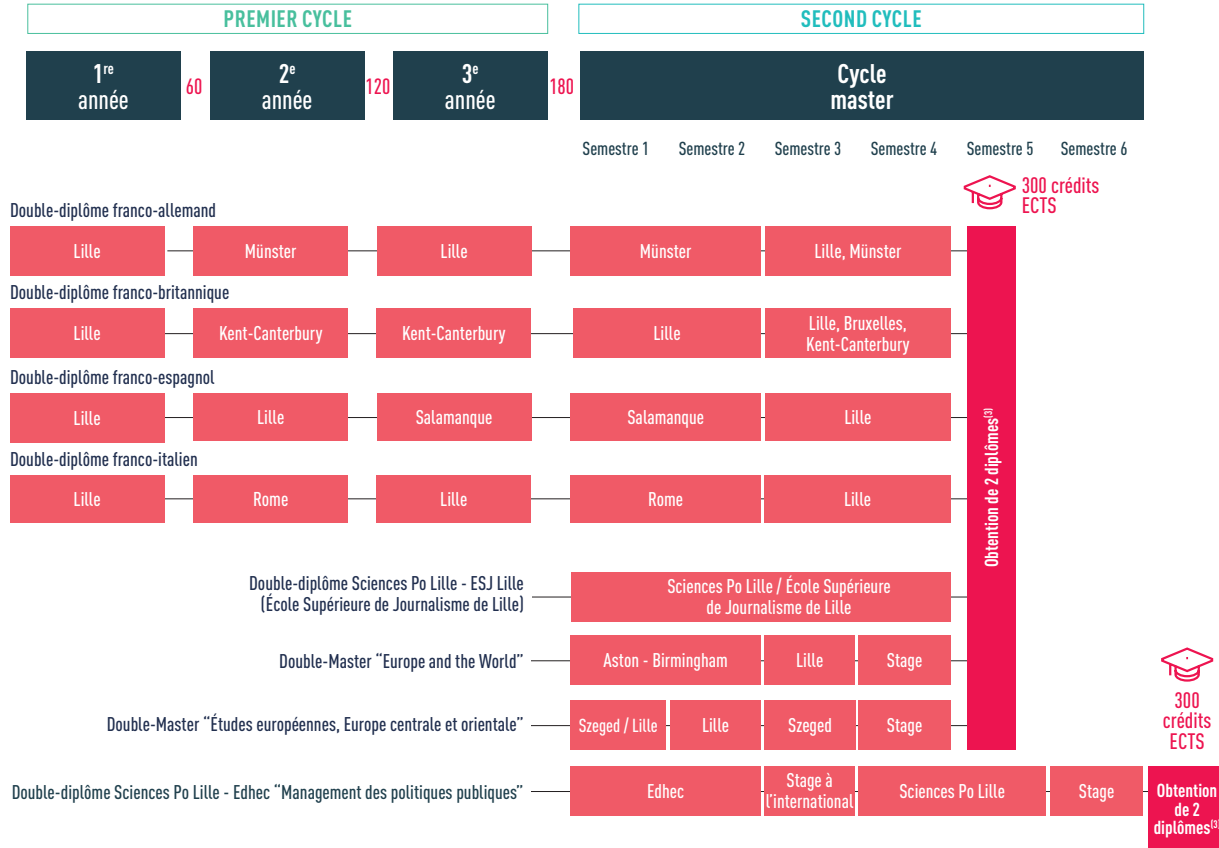 PREMIER CYCLE
SECOND CYCLE
1re
année
60
2e
année
120
3e
année
180
Cycle
master
Semestre 1
Semestre 2
Semestre 3
Semestre 4
Semestre 5
Semestre 6
300 crédits
ECTS
Double-diplôme franco-allemand
Lille
Münster
Lille
Münster
Lille, Münster
Double-diplôme franco-britannique
Lille
Kent-Canterbury
Kent-Canterbury
Lille
Lille, Bruxelles,
Kent-Canterbury
Double-diplôme franco-espagnol
Lille
Lille
Salamanque
Salamanque
Lille
Double-diplôme franco-italien
Lille
Rome
Lille
Rome
Lille
Obtention de 2 diplômes(3)
Double-diplôme Sciences Po Lille - ESJ Lille
(École Supérieure de Journalisme de Lille)
Sciences Po Lille / École Supérieure
de Journalisme de Lille
Double-Master “Europe and the World”
Aston - Birmingham
Lille
Stage
Double-Master “Études européennes, Europe centrale et orientale”
Szeged / Lille
Lille
Szeged
Stage
300
crédits
ECTS
Double-diplôme Sciences Po Lille - Edhec “Management des politiques publiques”
Edhec
Stage à
l’international
Sciences Po Lille
Stage
Obtention
de 2
diplômes(3)